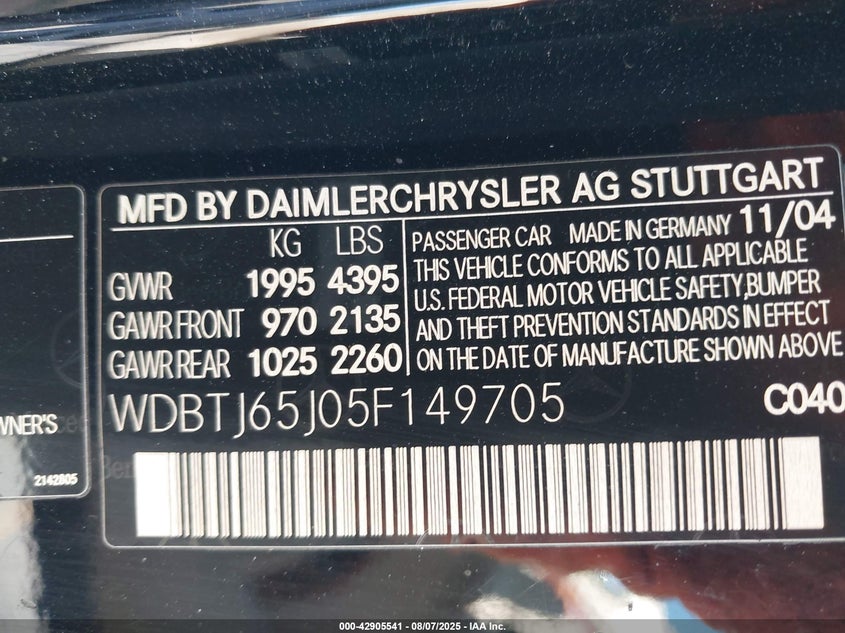 MFD BY DAIMLERCHRYSLER AG STUTTGART
KG LBS
GVWR 1995 4395
GAWR FRONT 970 2135
GAWR REAR 1025 2260
PASSENGER CAR MADE IN GERMANY 11/04
THIS VEHICLE CONFORMS TO ALL APPLICABLE
U.S. FEDERAL MOTOR VEHICLE SAFETY,BUMPER
AND THEFT PREVENTION STANDARDS IN EFFECT
ON THE DATE OF MANUFACTURE SHOWN ABOVE
WDBTJ65J05F149705 C040
WNER'S
2142805
000-42905541 - 08/07/2025 - IAA Inc.